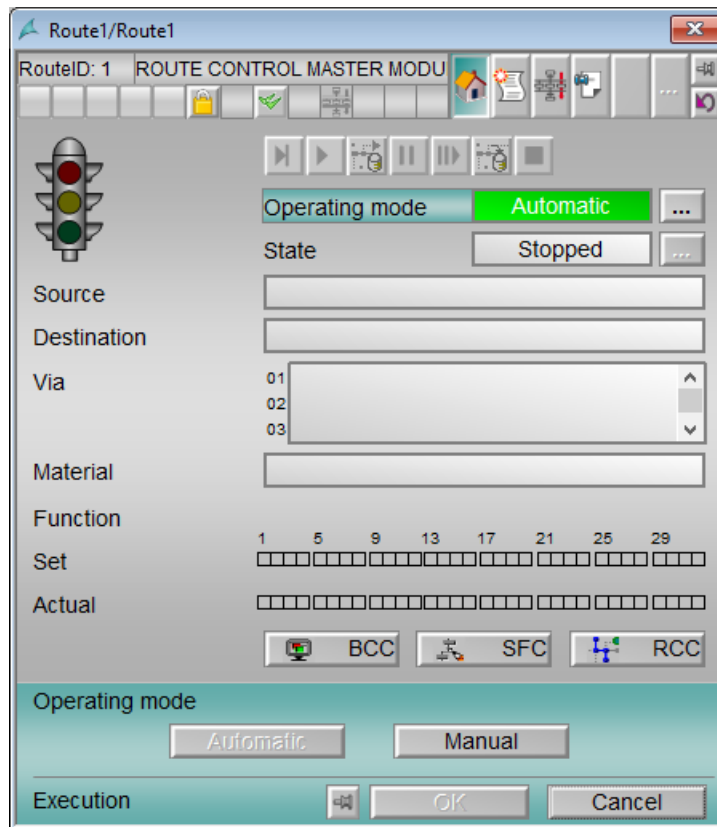 Route1/Route1
RouteID: 1 ROUTE CONTROL MASTER MODU
...
Operating mode Automatic ...
State Stopped ...
Source
Destination
Via 01
02
03
Material
Function
1 5 9 13 17 21 25 29
Set
Actual
BCC SFC RCC
Operating mode
Automatic Manual
Execution OK Cancel